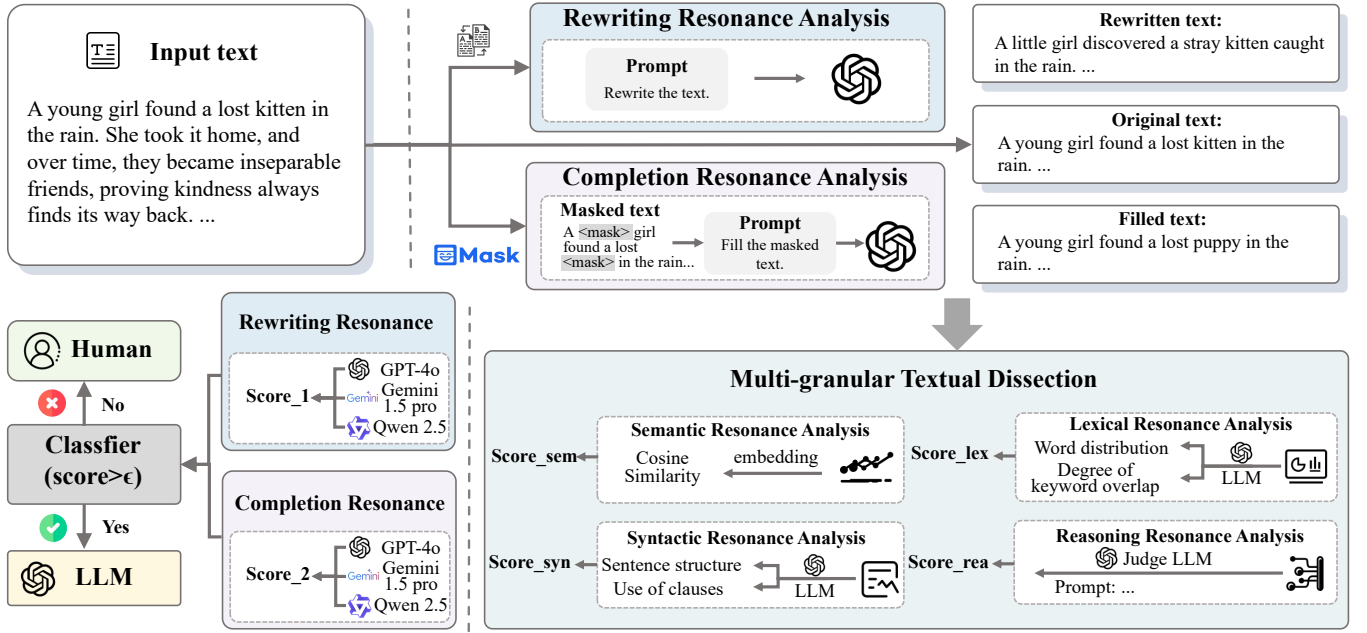 Input text
A young girl found a lost kitten in
the rain. She took it home, and
over time, they became inseparable
friends, proving kindness always
finds its way back. ...
Rewriting Resonance Analysis
Prompt
Rewrite the text.
Completion Resonance Analysis
Masked text
A <mask> girl
found a lost
<mask> in the rain...
Prompt
Fill the masked
text.
Mask
Rewritten text:
A little girl discovered a stray kitten caught
in the rain. ...
Original text:
A young girl found a lost kitten in the
rain. ...
Filled text:
A young girl found a lost puppy in the
rain. ...
Human
No
Classfier
(score>ϵ)
Yes
LLM
Rewriting Resonance
Score_1
GPT-4o
Gemini
Gemini
1.5 pro
Qwen 2.5
Completion Resonance
Score_2
GPT-4o
Gemini
Gemini
1.5 pro
Qwen 2.5
Multi-granular Textual Dissection
Score_sem
Semantic Resonance Analysis
Cosine
Similarity
embedding
Score_lex
Lexical Resonance Analysis
Word distribution
Degree of
keyword overlap
LLM
Score_syn
Syntactic Resonance Analysis
Sentence structure
Use of clauses
LLM
Score_rea
Reasoning Resonance Analysis
Judge LLM
Prompt: ...